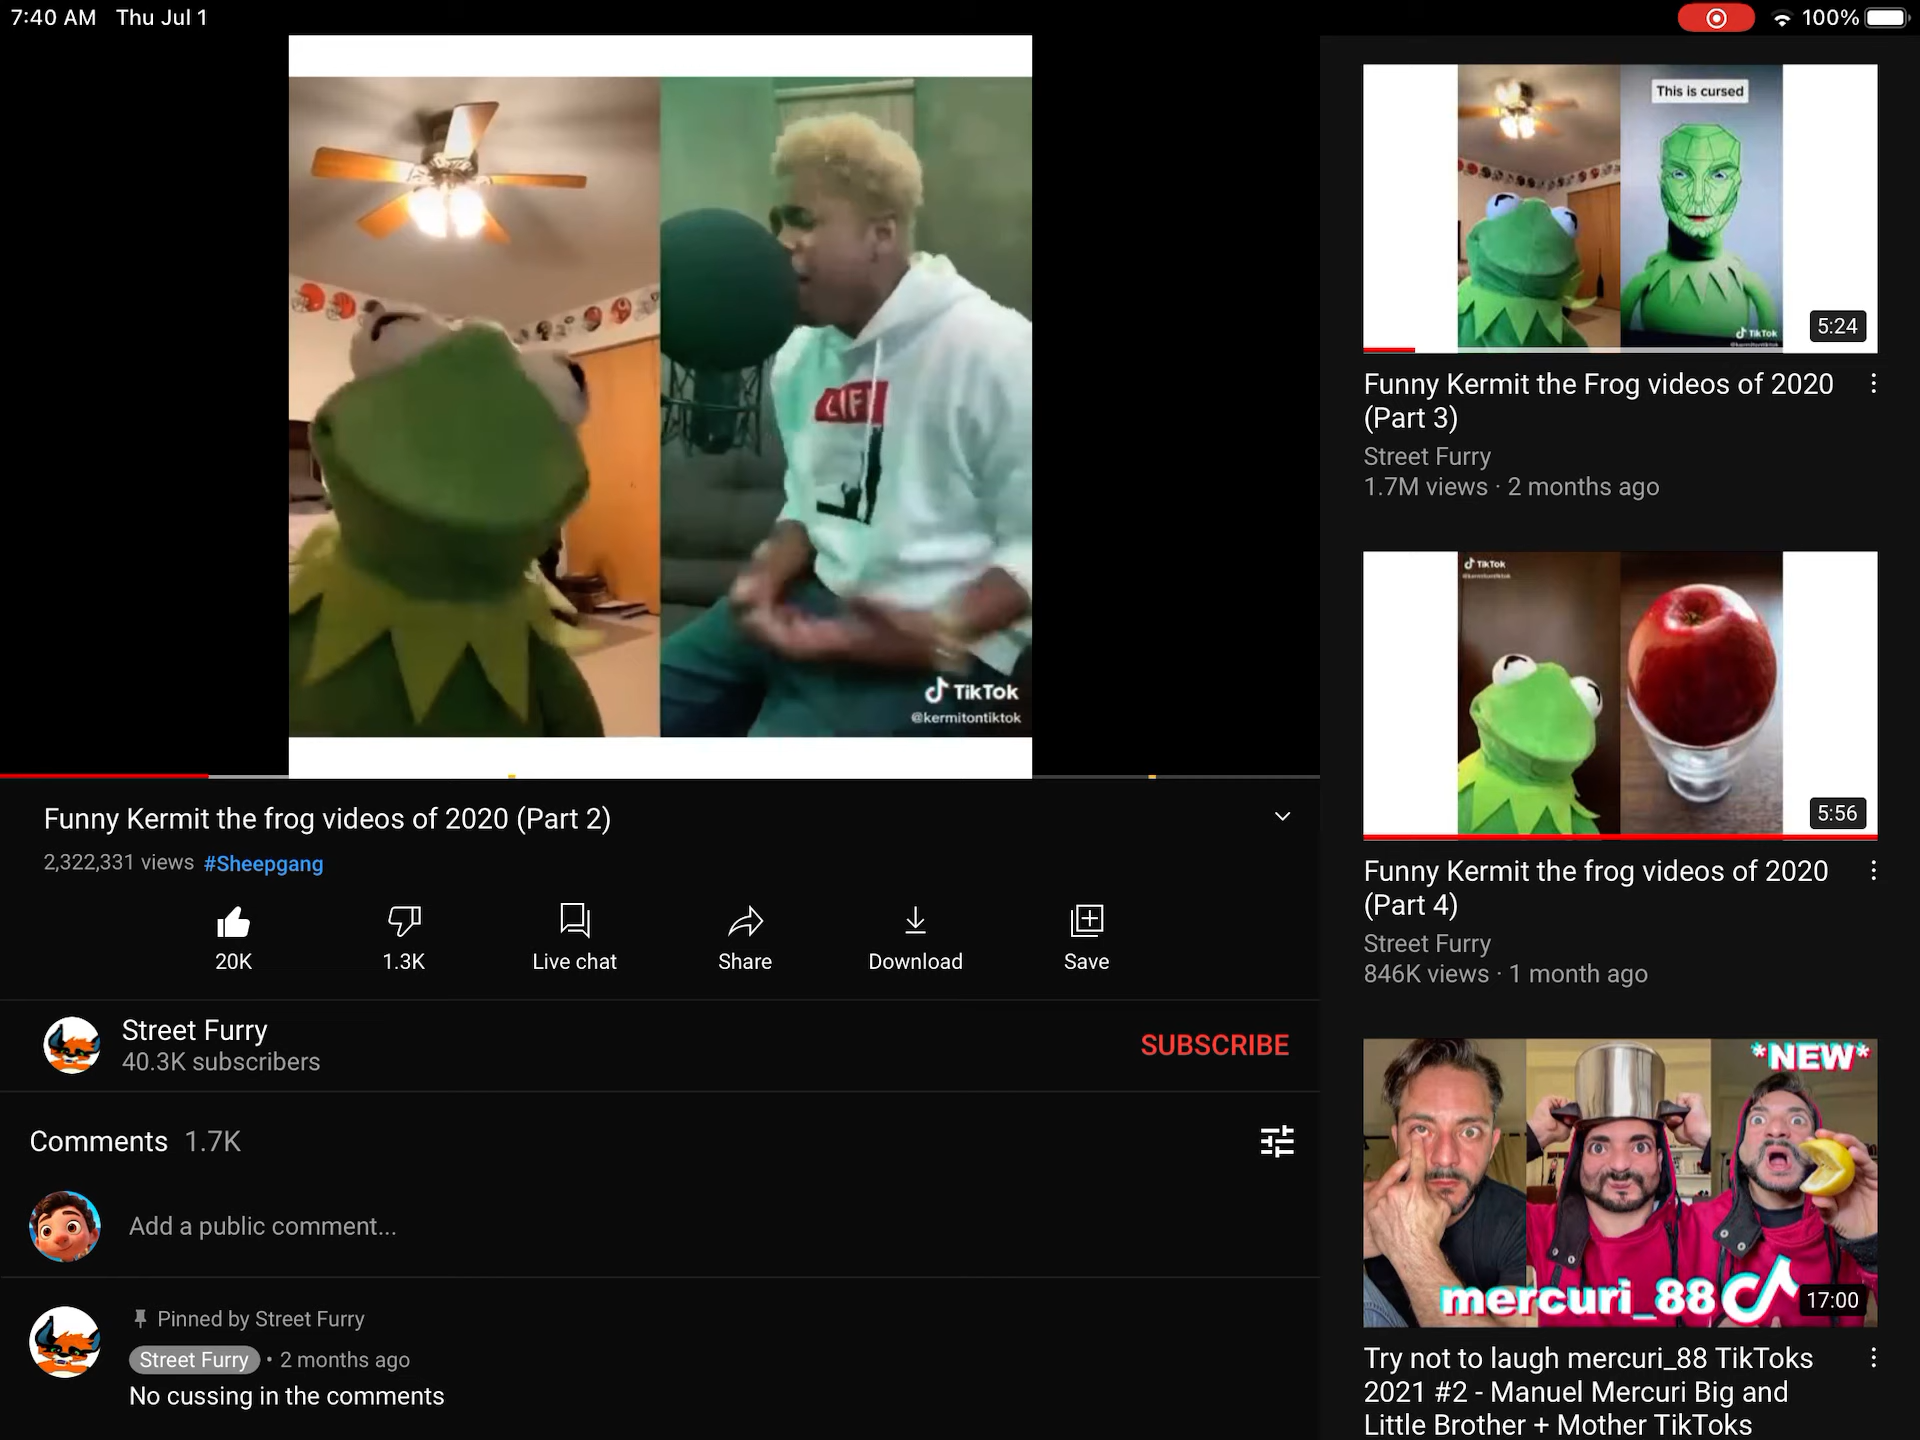 7:40 AM Thu Jul 1
100%
LIFE
TikTok
@kermitontiktok
Funny Kermit the frog videos of 2020 (Part 2)
2,322,331 views #Sheepgang
20K
1.3K
Live chat
Share
Download
Save
Street Furry
40.3K subscribers
SUBSCRIBE
Comments 1.7K
Add a public comment...
Pinned by Street Furry
Street Furry • 2 months ago
No cussing in the comments
This is cursed
TikTok
@kermitontiktok
5:24
Funny Kermit the Frog videos of 2020
(Part 3)
Street Furry
1.7M views · 2 months ago
TikTok
@kermitontiktok
5:56
Funny Kermit the frog videos of 2020
(Part 4)
Street Furry
846K views · 1 month ago
*NEW*
mercuri_88
17:00
Try not to laugh mercuri_88 TikToks
2021 #2 - Manuel Mercuri Big and
Little Brother + Mother TikToks